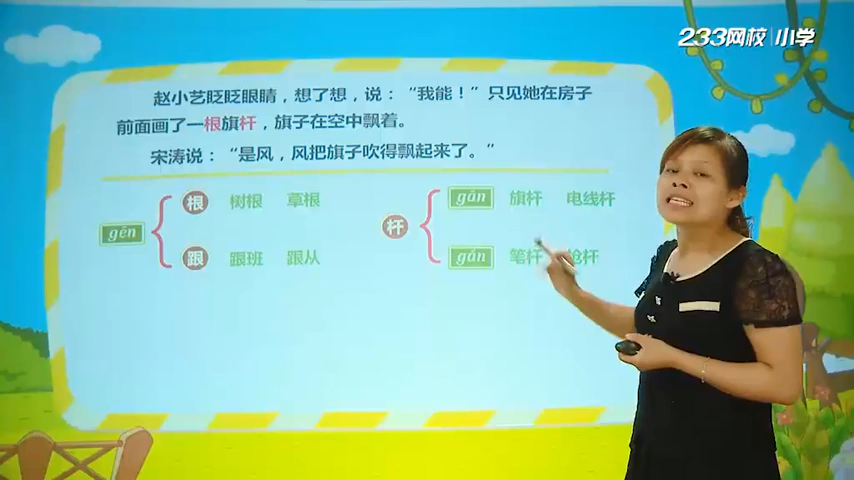 233网校 小学
赵小艺眨眨眼睛，想了想，说：“我能！”只见她在房子
前面画了一根旗杆，旗子在空中飘着。
宋涛说：“是风，风把旗子吹得飘起来了。”
gēn 根 树根 草根
跟 跟班 跟从
杆 gān 旗杆 电线杆
gǎn 笔杆 枪杆